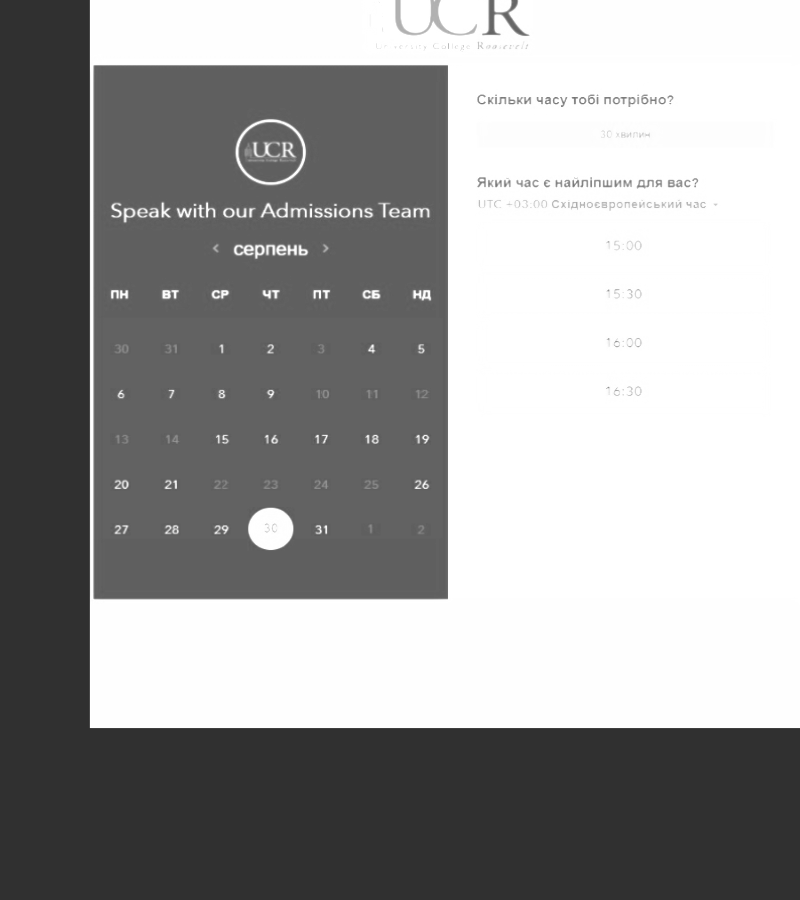 UCR
University College Roosevelt
UCR
Speak with our Admissions Team
< серпень >
ПН ВТ СР ЧТ ПТ СБ НД
30 31 1 2 3 4 5
6 7 8 9 10 11 12
13 14 15 16 17 18 19
20 21 22 23 24 25 26
27 28 29 30 31 1 2
Скільки часу тобі потрібно?
30 хвилин
Який час є найліпшим для вас?
UTC +03:00 Східноєвропейський час
15:00
15:30
16:00
16:30